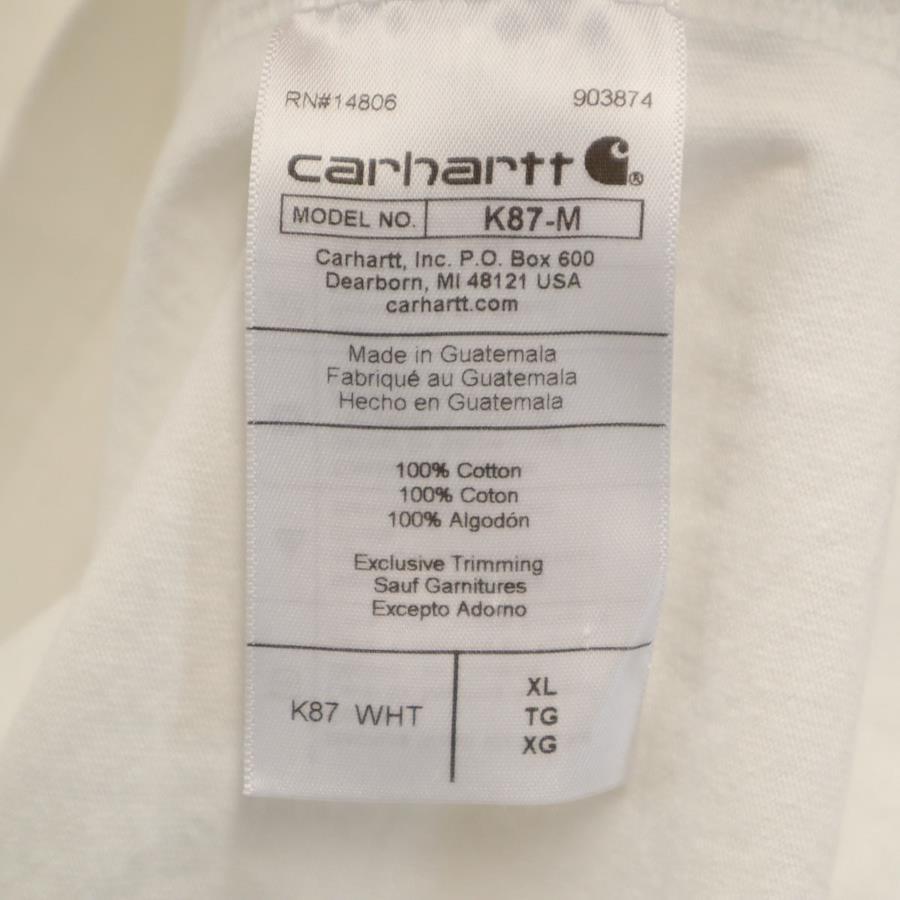 RN#14806 903874
carhartt ®
MODEL NO. K87-M
Carhartt, Inc. P.O. Box 600
Dearborn, MI 48121 USA
carhartt.com
Made in Guatemala
Fabriqué au Guatemala
Hecho en Guatemala
100% Cotton
100% Coton
100% Algodón
Exclusive Trimming
Sauf Garnitures
Excepto Adorno
K87 WHT
XL
TG
XG